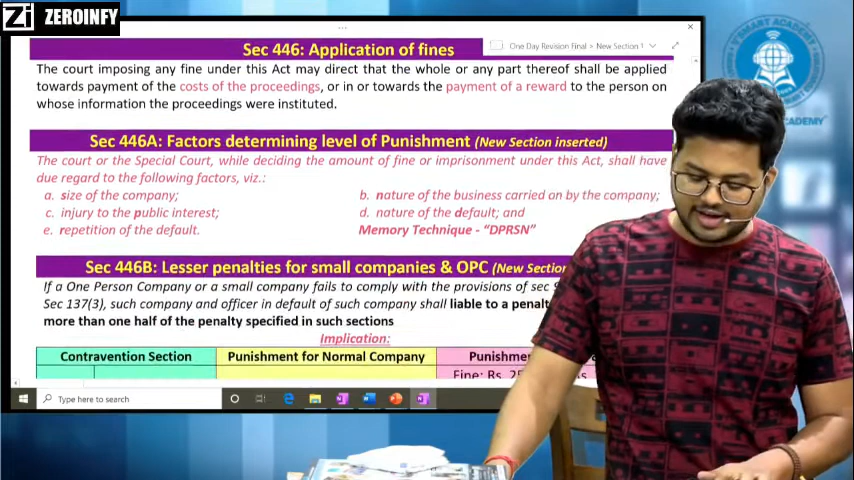 Zi ZEROINFY
One Day Revision Final > New Section 1
Sec 446: Application of fines
The court imposing any fine under this Act may direct that the whole or any part thereof shall be applied
towards payment of the costs of the proceedings, or in or towards the payment of a reward to the person on
whose information the proceedings were instituted.
Sec 446A: Factors determining level of Punishment (New Section inserted)
The court or the Special Court, while deciding the amount of fine or imprisonment under this Act, shall have
due regard to the following factors, viz.:
a. size of the company;
b. nature of the business carried on by the company;
c. injury to the public interest;
d. nature of the default; and
e. repetition of the default.
Memory Technique - "DPRSN"
Sec 446B: Lesser penalties for small companies & OPC (New Section
If a One Person Company or a small company fails to comply with the provisions of sec
Sec 137(3), such company and officer in default of such company shall liable to a penalt
more than one half of the penalty specified in such sections
Implication:
Contravention Section
Punishment for Normal Company
Punishme
Fine: Rs.
Type here to search